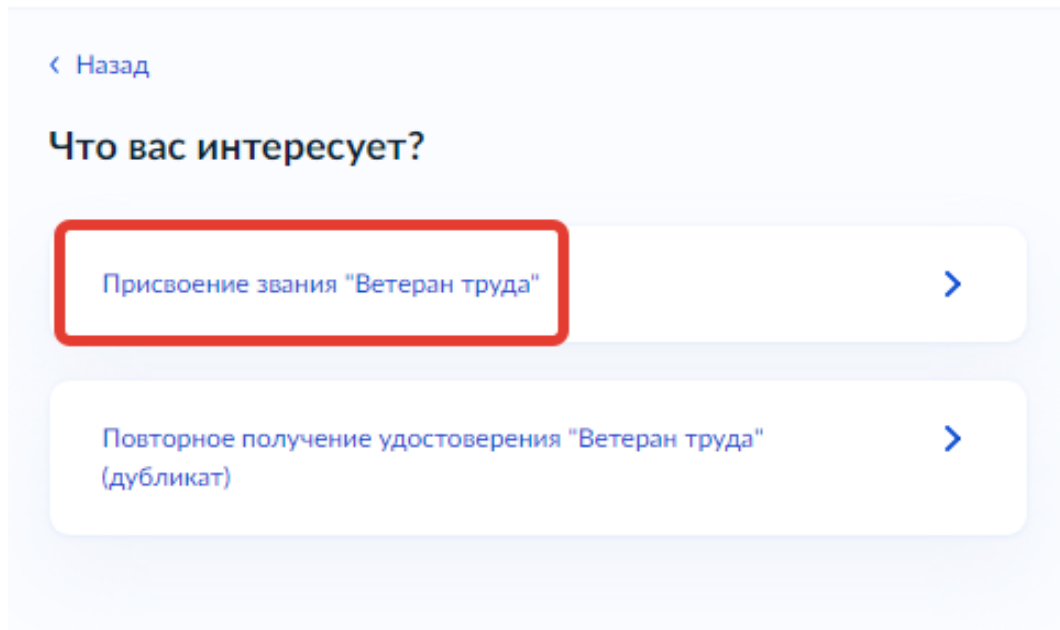 Назад
Что вас интересует?
Присвоение звания "Ветеран труда"
Повторное получение удостоверения "Ветеран труда"
(дубликат)